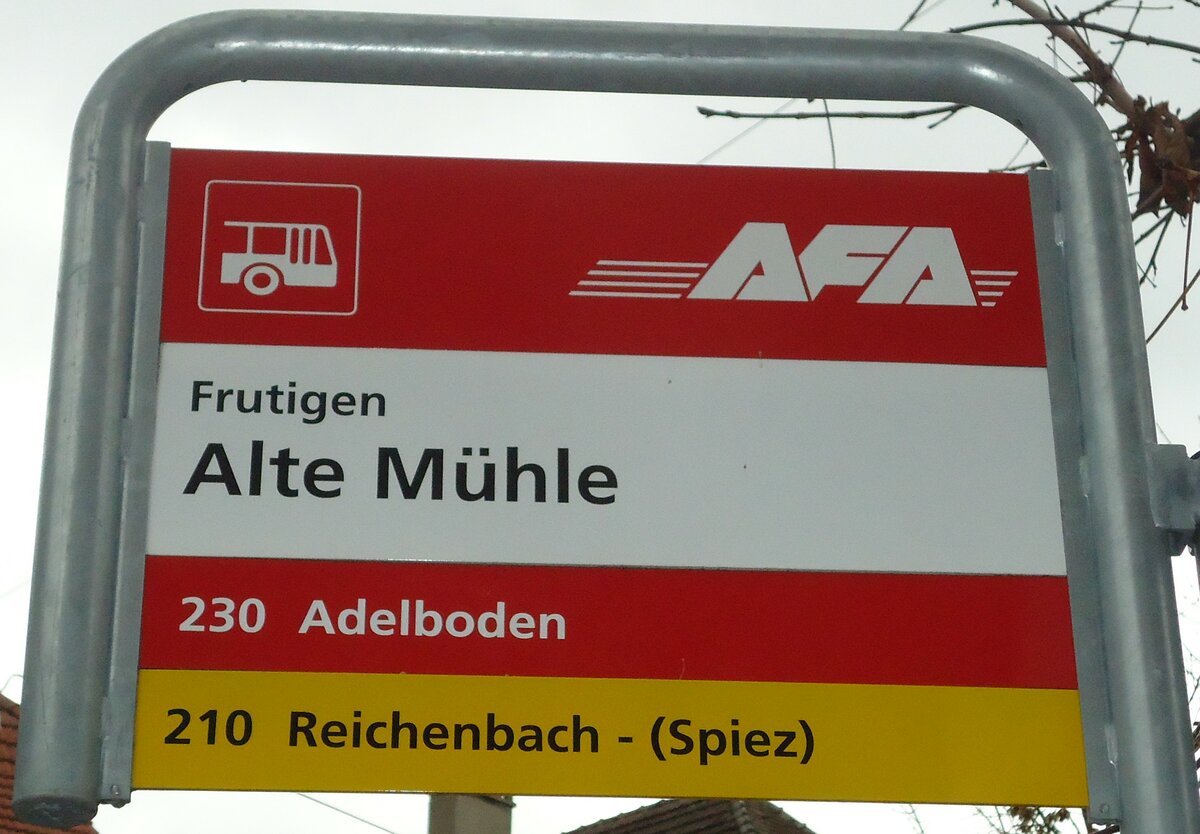 AFA
Frutigen
Alte Mühle
230 Adelboden
210 Reichenbach - (Spiez)